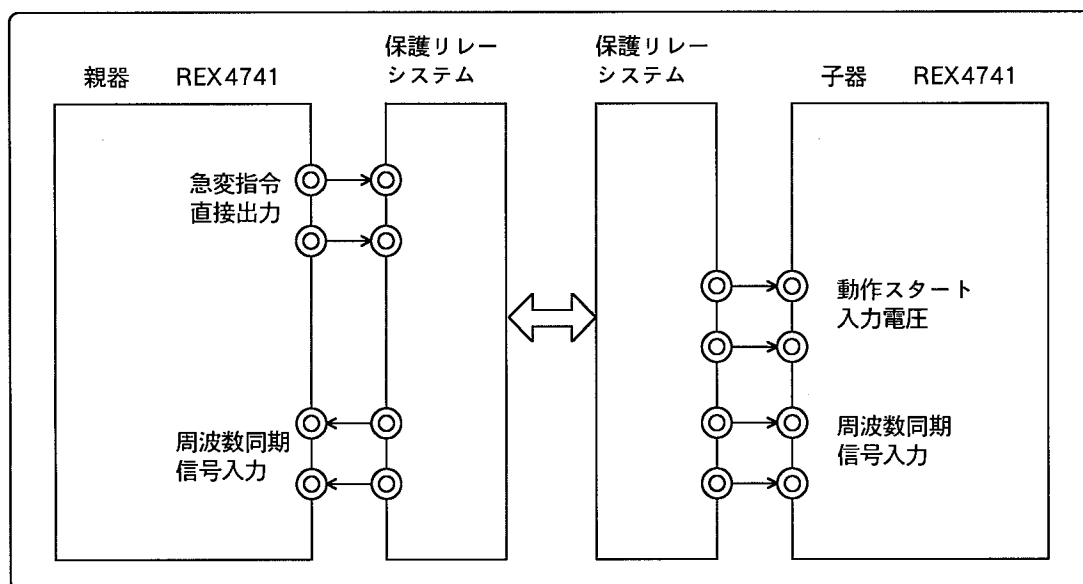 親器 REX4741
保護リレー
システム
保護リレー
システム
子器 REX4741
急変指令
直接出力
動作スタート
入力電圧
周波数同期
信号入力
周波数同期
信号入力